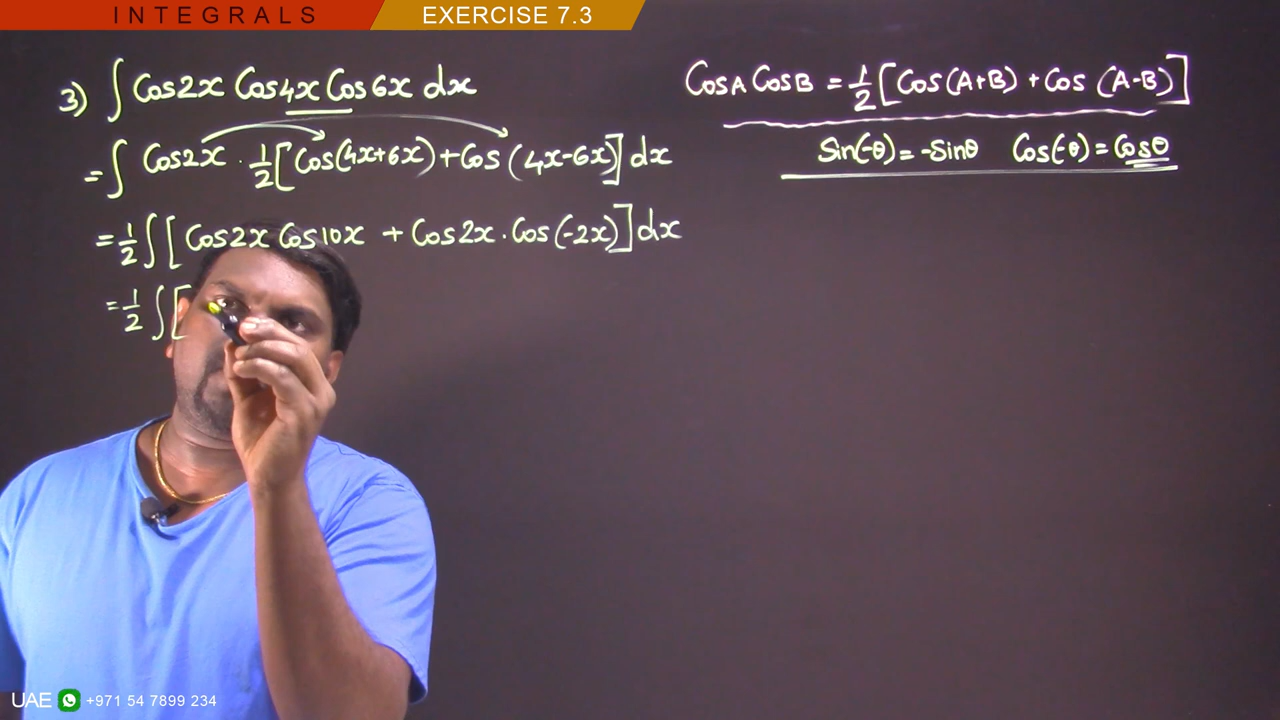 INTEGRALS EXERCISE 7.3
3) ∫ Cos2x Cos4x Cos6x dx
= ∫ Cos2x · 1/2 [Cos(4x+6x) + Cos (4x-6x)] dx
= 1/2 ∫ [Cos2x Cos10x + Cos2x · Cos(-2x)] dx
= 1/2 ∫ [
CosA CosB = 1/2 [Cos(A+B) + Cos (A-B)]
Sin(-θ) = -Sinθ Cos(-θ) = Cosθ
UAE +971 54 7899 234